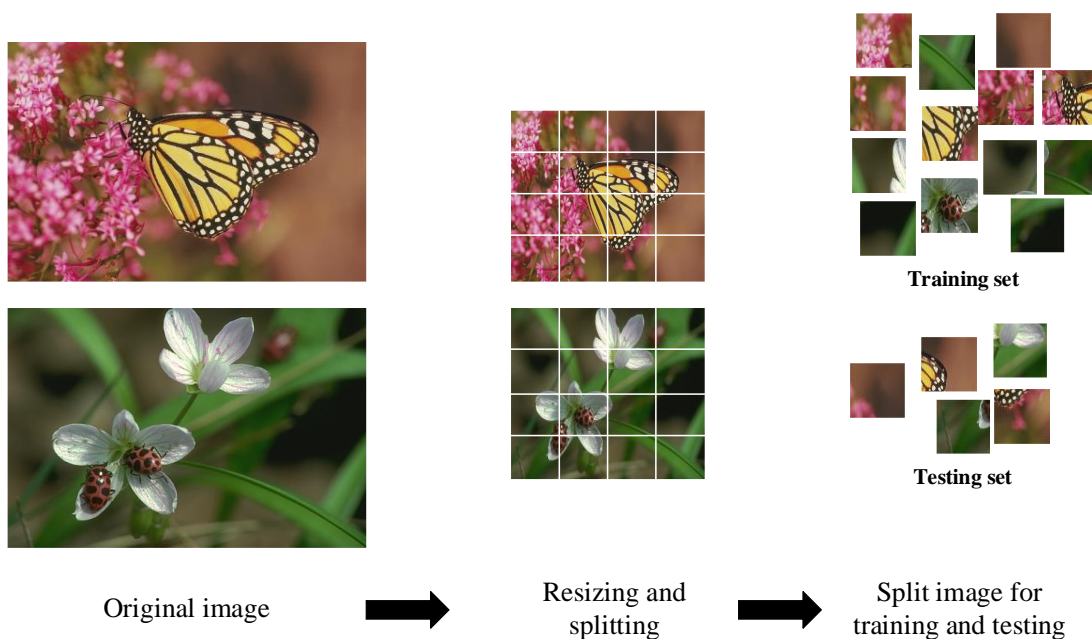 Training set
Testing set
Original image
Resizing and
splitting
Split image for
training and testing